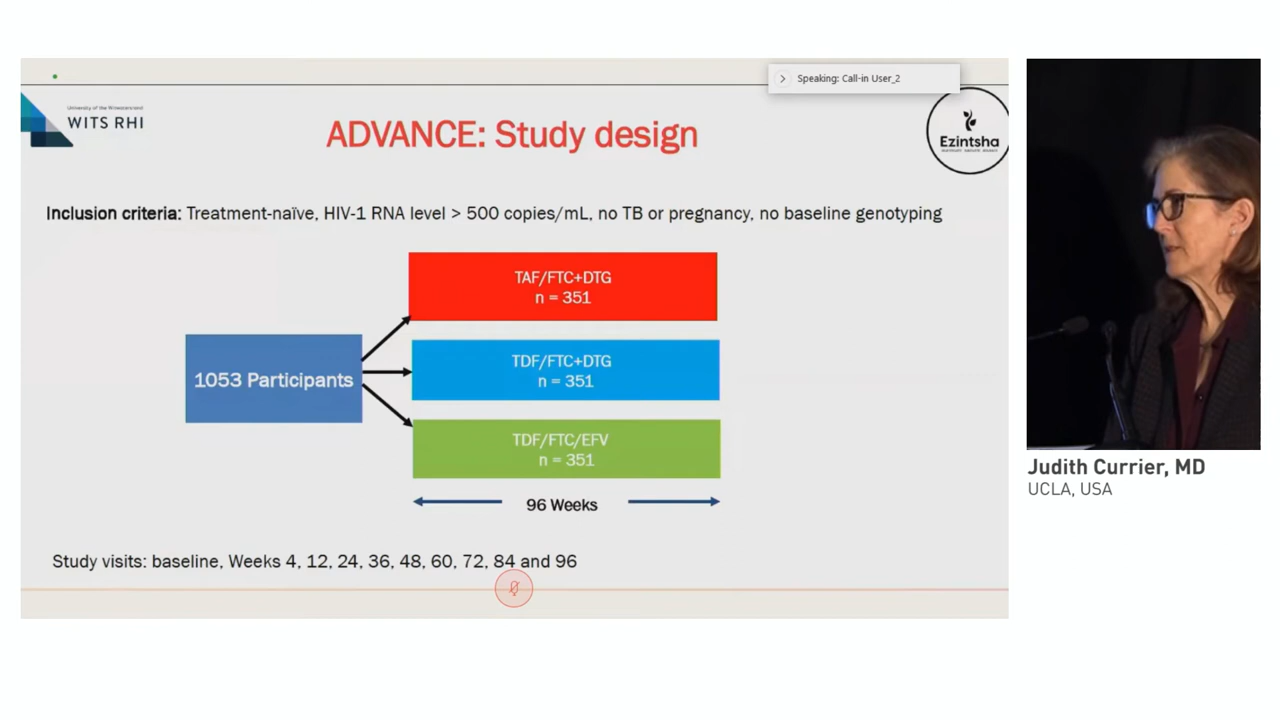 Speaking: Call-in User_2
University of the Witwatersrand
WITS RHI
ADVANCE: Study design
Ezintsha
Inclusion criteria: Treatment-naïve, HIV-1 RNA level > 500 copies/mL, no TB or pregnancy, no baseline genotyping
1053 Participants
TAF/FTC+DTG
n = 351
TDF/FTC+DTG
n = 351
TDF/FTC/EFV
n = 351
96 Weeks
Study visits: baseline, Weeks 4, 12, 24, 36, 48, 60, 72, 84 and 96
Judith Currier, MD
UCLA, USA